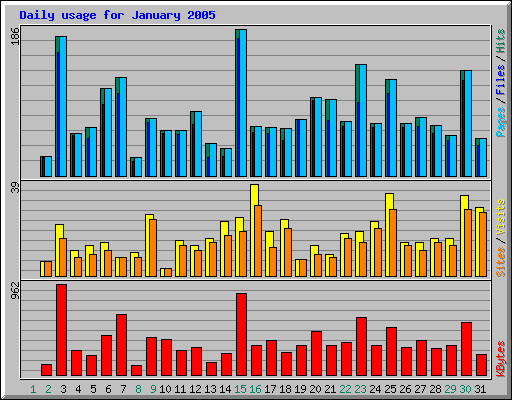 Daily usage for January 2005
186
Pages / Files / Hits
39
Sites / Visits
962
KBytes
1 2 3 4 5 6 7 8 9 10 11 12 13 14 15 16 17 18 19 20 21 22 23 24 25 26 27 28 29 30 31